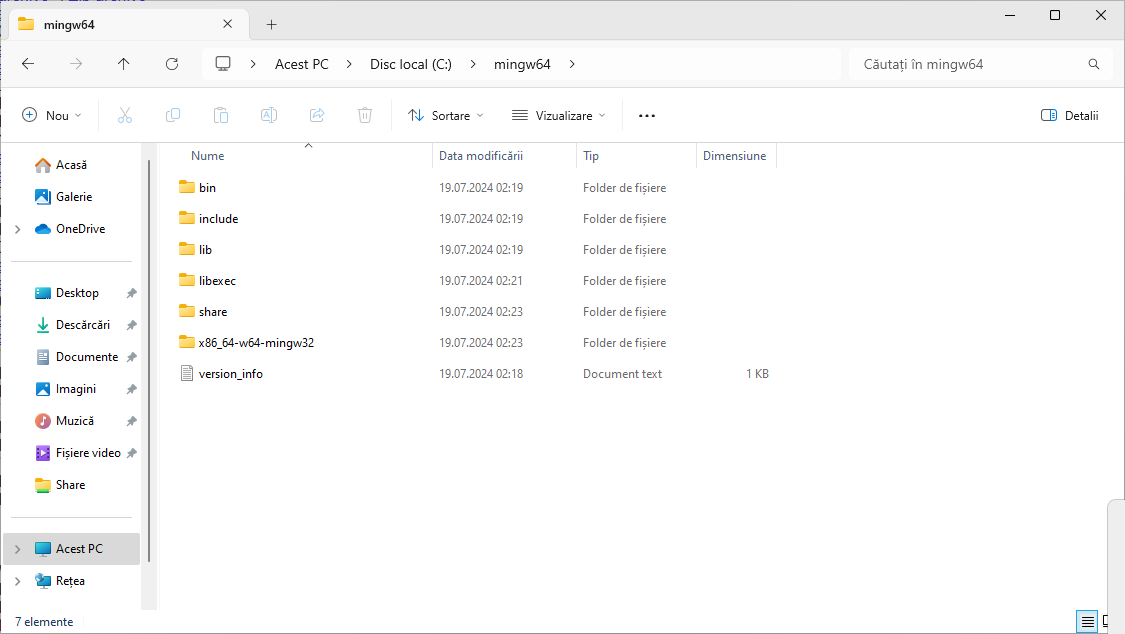 mingw64
Acest PC
Disc local (C:)
mingw64
Căutați în mingw64
Nou
Sortare
Vizualizare
Detalii
Acasă
Galerie
OneDrive
Desktop
Descărcări
Documente
Imagini
Muzică
Fișiere video
Share
Acest PC
Rețea
Nume Data modificării Tip Dimensiune
bin 19.07.2024 02:19 Folder de fișiere
include 19.07.2024 02:19 Folder de fișiere
lib 19.07.2024 02:19 Folder de fișiere
libexec 19.07.2024 02:21 Folder de fișiere
share 19.07.2024 02:23 Folder de fișiere
x86_64-w64-mingw32 19.07.2024 02:23 Folder de fișiere
version_info 19.07.2024 02:18 Document text 1 KB
7 elemente